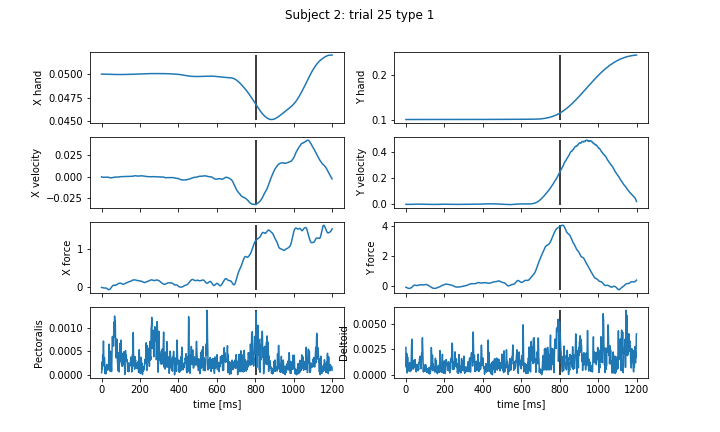 Subject 2: trial 25 type 1
X hand
0.0500
0.0475
0.0450
Y hand
0.2
0.1
X velocity
0.025
0.000
−0.025
Y velocity
0.4
0.2
0.0
X force
1
0
Y force
4
2
0
Pectoralis
0.0010
0.0005
0.0000
0 200 400 600 800 1000 1200
time [ms]
Deltoid
0.0050
0.0025
0.0000
0 200 400 600 800 1000 1200
time [ms]